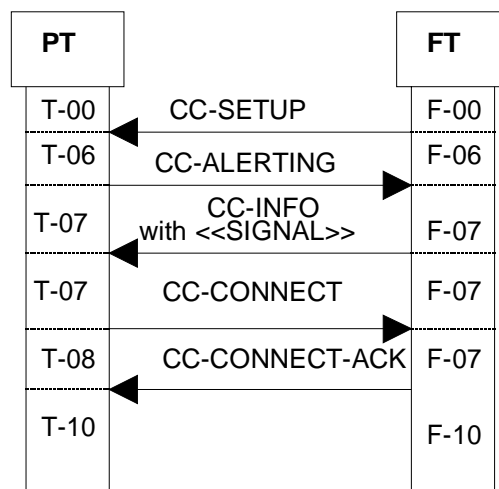 PT FT
T-00 CC-SETUP F-00
T-06 CC-ALERTING F-06
CC-INFO
T-07 with <<SIGNAL>> F-07
T-07 CC-CONNECT F-07
T-08 CC-CONNECT-ACK F-07
T-10 F-10